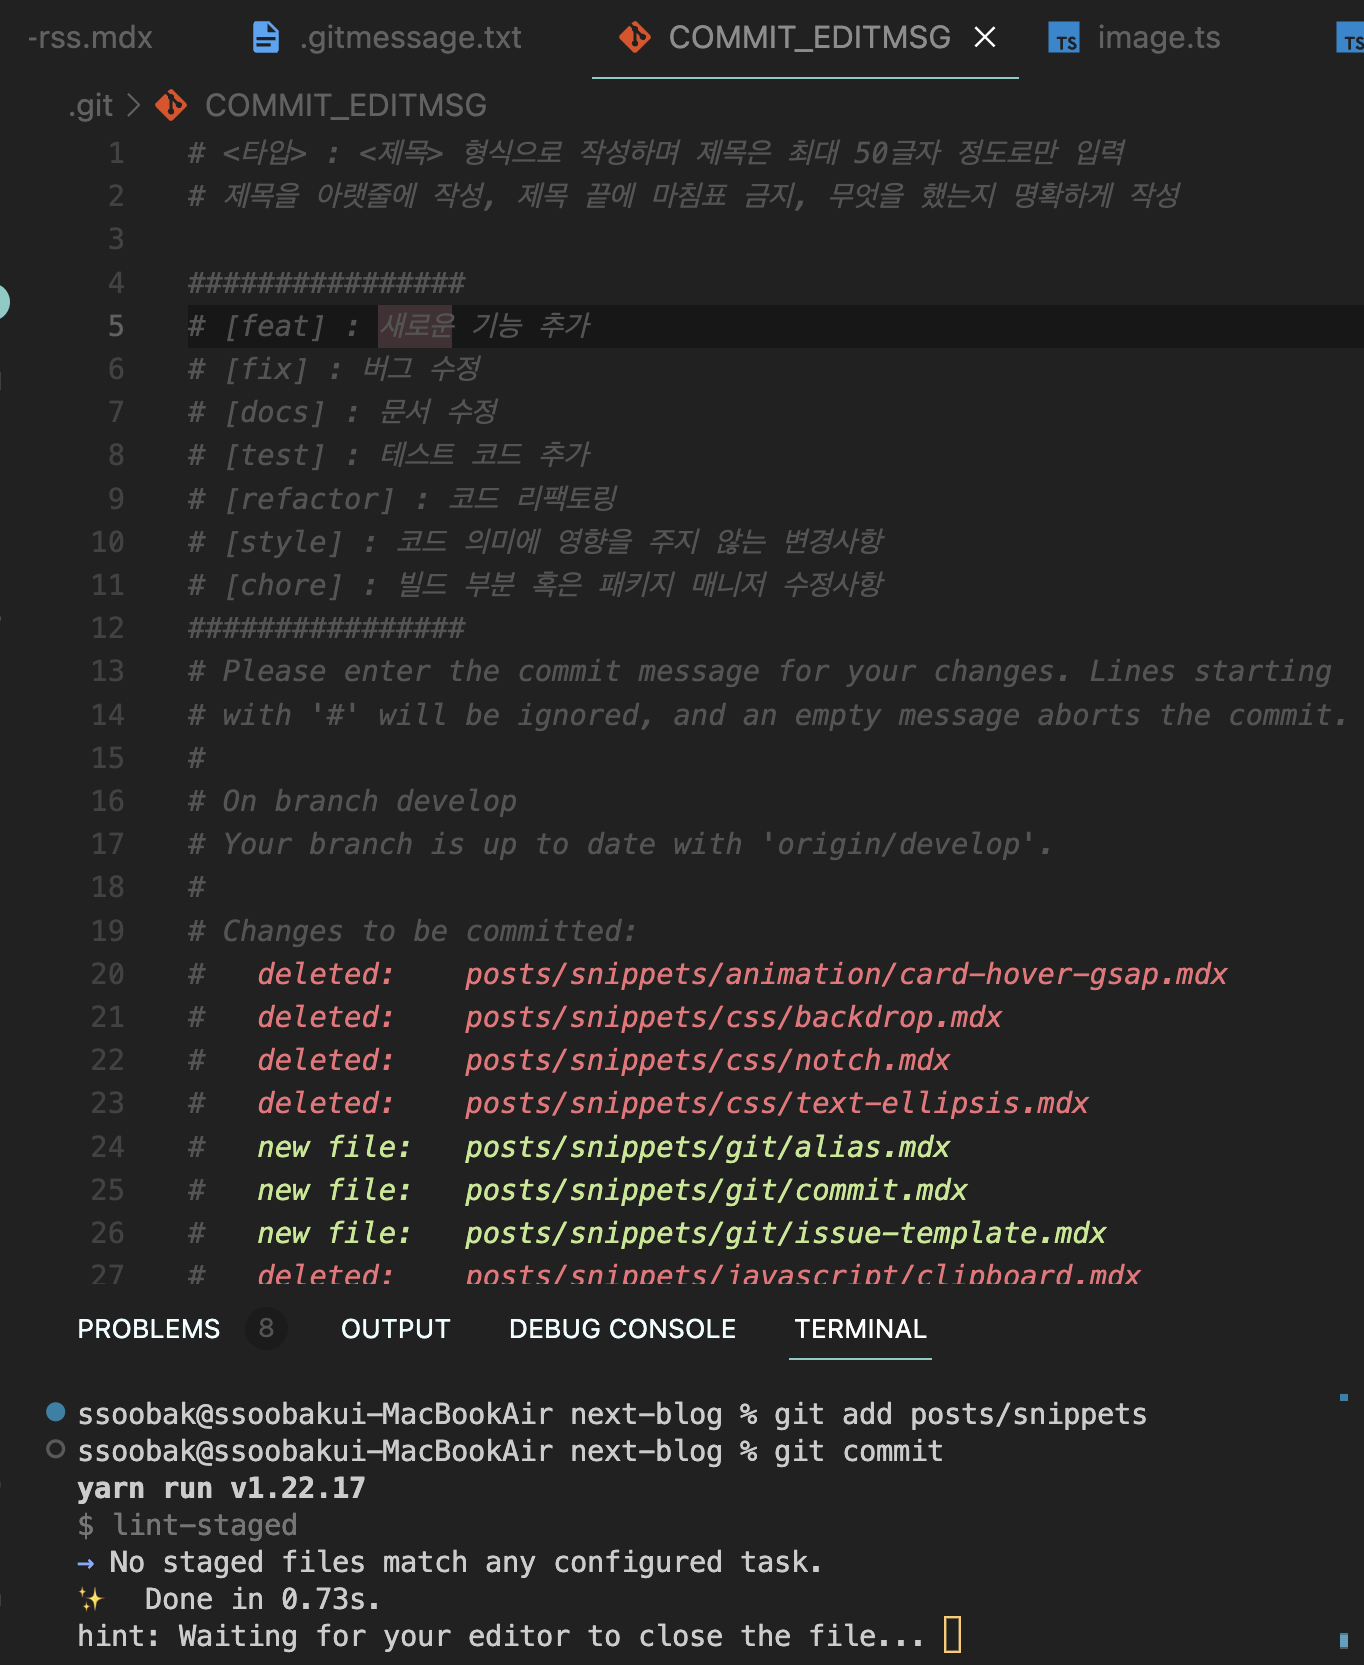 -rss.mdx .gitmessage.txt COMMIT_EDITMSG TS image.ts TS
.git > COMMIT_EDITMSG
1 # <타입> : <제목> 형식으로 작성하며 제목은 최대 50글자 정도로만 입력
2 # 제목을 아랫줄에 작성, 제목 끝에 마침표 금지, 무엇을 했는지 명확하게 작성
3
4 ################
5 # [feat] : 새로운 기능 추가
6 # [fix] : 버그 수정
7 # [docs] : 문서 수정
8 # [test] : 테스트 코드 추가
9 # [refactor] : 코드 리팩토링
10 # [style] : 코드 의미에 영향을 주지 않는 변경사항
11 # [chore] : 빌드 부분 혹은 패키지 매니저 수정사항
12 ################
13 # Please enter the commit message for your changes. Lines starting
14 # with '#' will be ignored, and an empty message aborts the commit.
15 #
16 # On branch develop
17 # Your branch is up to date with 'origin/develop'.
18 #
19 # Changes to be committed:
20 # deleted: posts/snippets/animation/card-hover-gsap.mdx
21 # deleted: posts/snippets/css/backdrop.mdx
22 # deleted: posts/snippets/css/notch.mdx
23 # deleted: posts/snippets/css/text-ellipsis.mdx
24 # new file: posts/snippets/git/alias.mdx
25 # new file: posts/snippets/git/commit.mdx
26 # new file: posts/snippets/git/issue-template.mdx
27 # deleted: posts/snippets/javascript/clipboard.mdx
PROBLEMS 8 OUTPUT DEBUG CONSOLE TERMINAL
ssoobak@ssoobakui-MacBookAir next-blog % git add posts/snippets
ssoobak@ssoobakui-MacBookAir next-blog % git commit
yarn run v1.22.17
$ lint-staged
→ No staged files match any configured task.
✨ Done in 0.73s.
hint: Waiting for your editor to close the file...